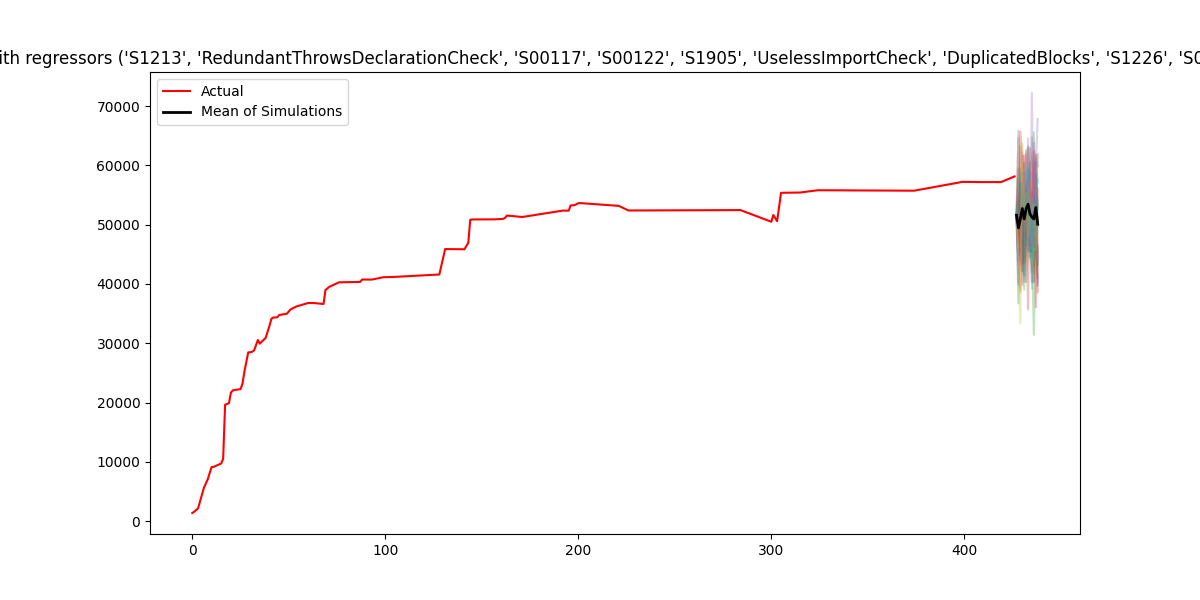 ith regressors ('S1213', 'RedundantThrowsDeclarationCheck', 'S00117', 'S00122', 'S1905', 'UselessImportCheck', 'DuplicatedBlocks', 'S1226', 'S0
Actual
Mean of Simulations
70000
60000
50000
40000
30000
20000
10000
0
0 100 200 300 400